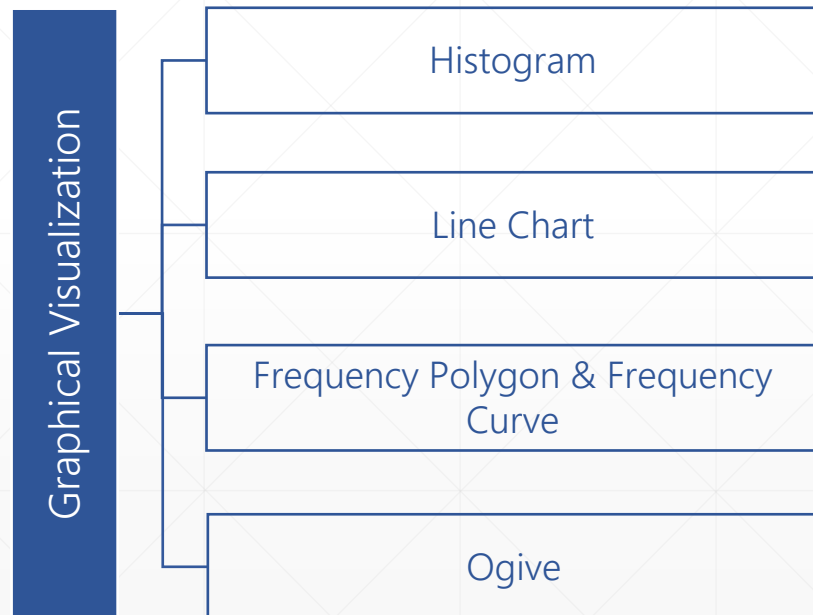 Graphical Visualization
Histogram
Line Chart
Frequency Polygon & Frequency
Curve
Ogive